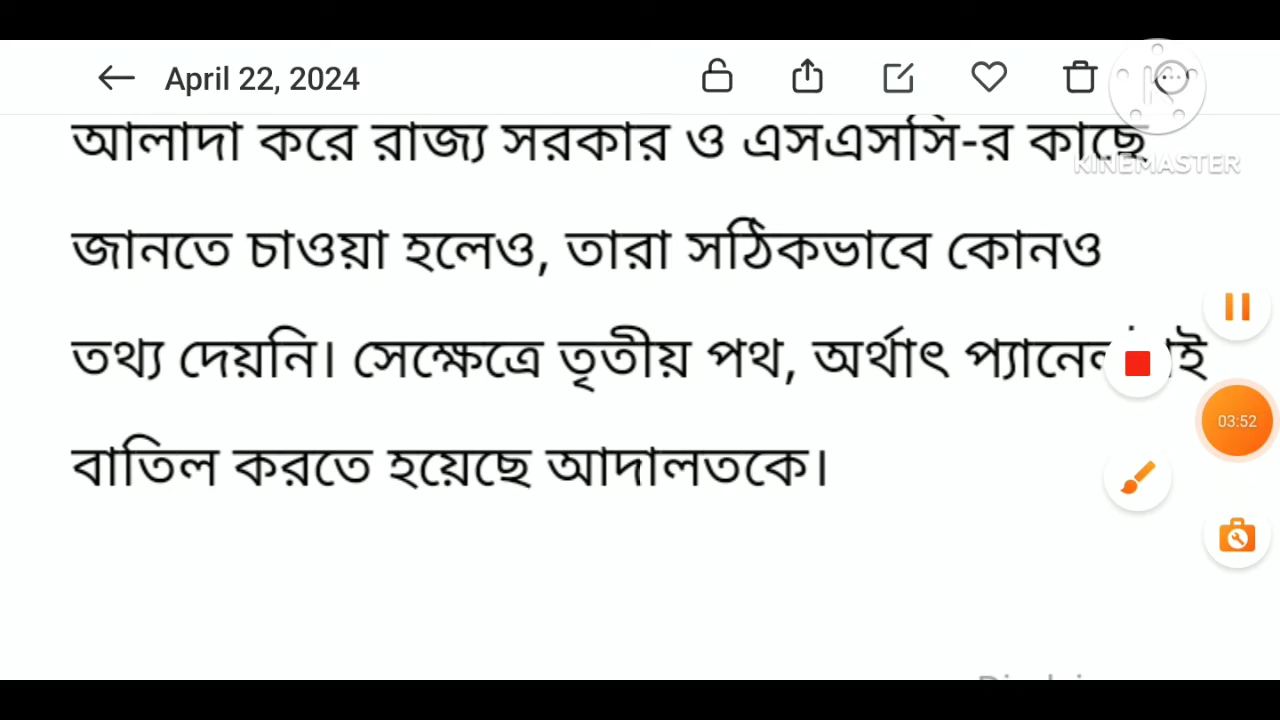 April 22, 2024
আলাদা করে রাজ্য সরকার ও এসএসসি-র কাছে
KINEMASTER
জানতে চাওয়া হলেও, তারা সঠিকভাবে কোনও
তথ্য দেয়নি। সেক্ষেত্রে তৃতীয় পথ, অর্থাৎ
03:52
বাতিল করতে হয়েছে আদালতকে।